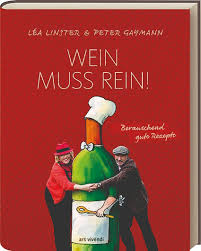 LÉA LINSTER & PETER GAYMANN
WEIN
MUSS REIN!
Berauschend
gute Rezepte
ars vivendi